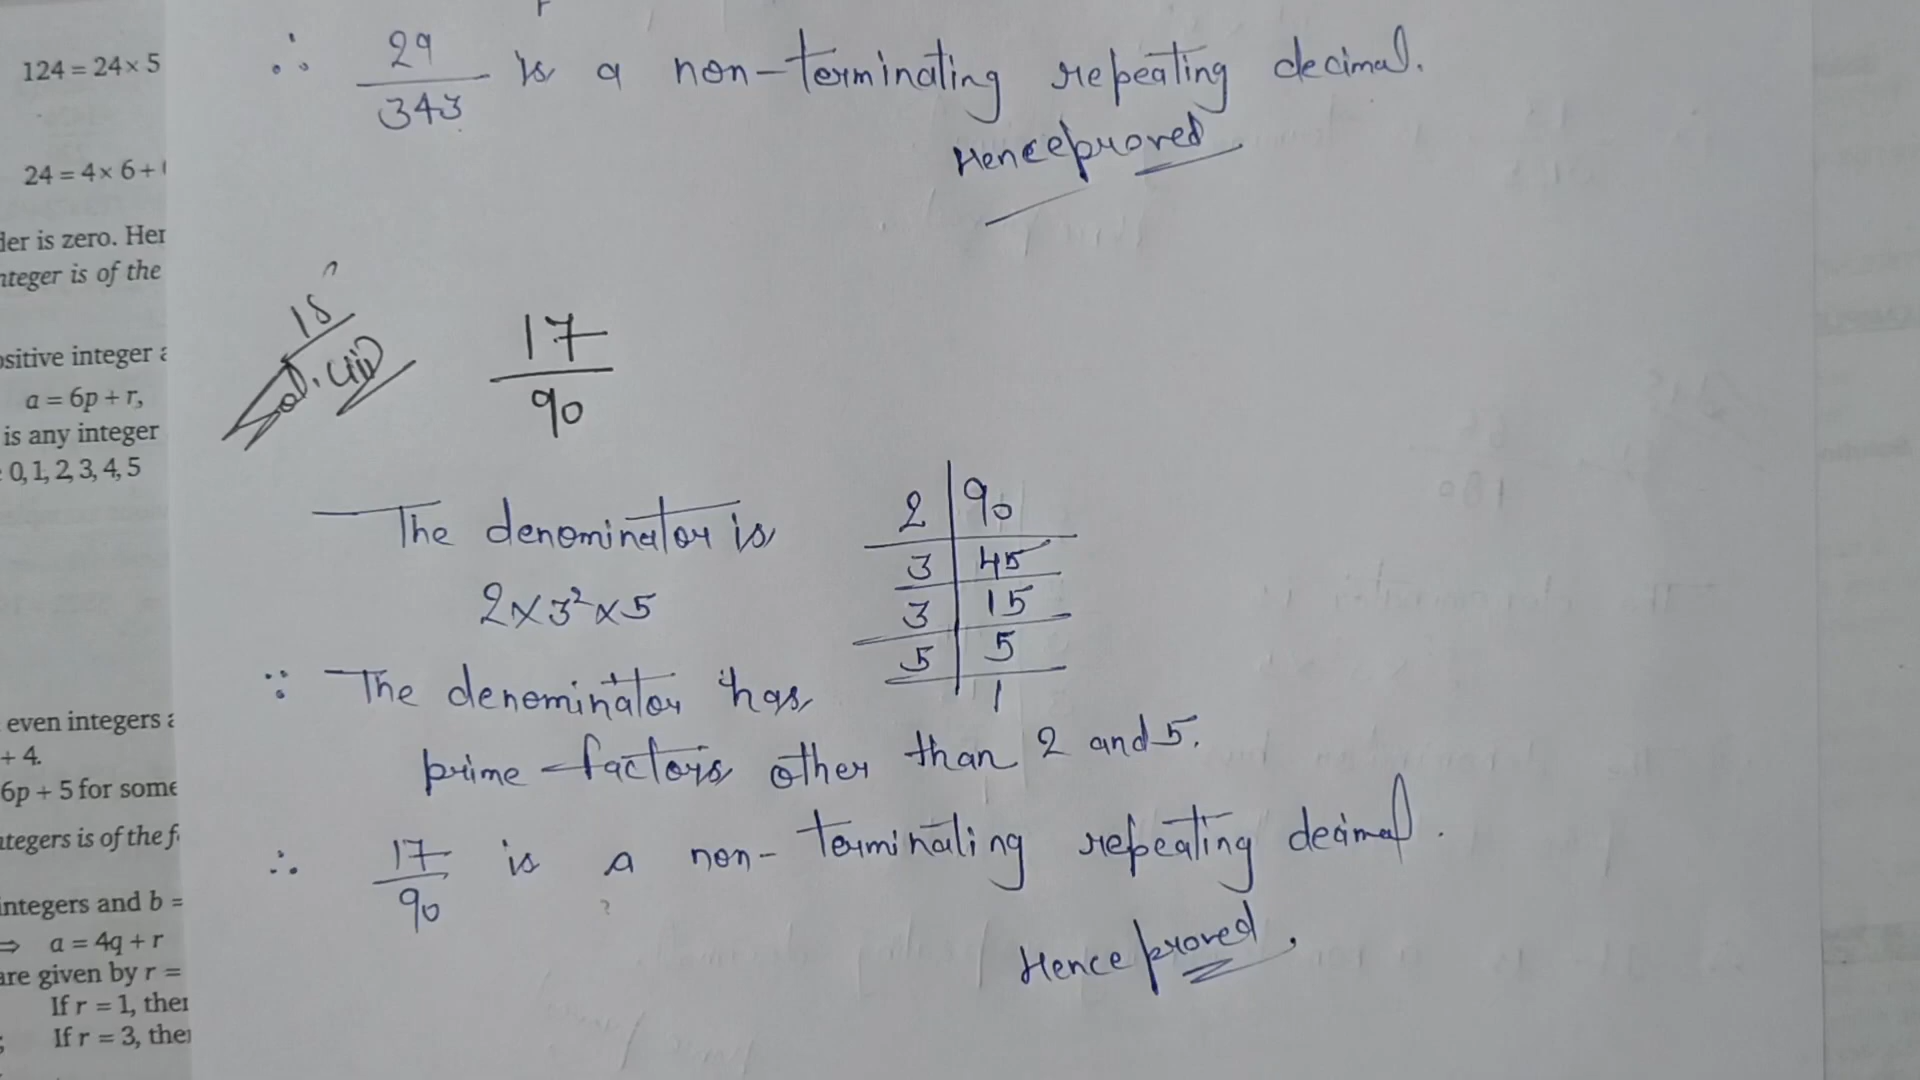 124 = 24 × 5
24 = 4 × 6 +
der is zero. Her
nteger is of the
ositive integer a
a = 6p + r,
is any integer
0, 1, 2, 3, 4, 5
even integers a
+ 4.
6p + 5 for some
ntegers is of the f
integers and b =
⇒ a = 4q + r
are given by r =
If r = 1, then
If r = 3, then
∴ 29/343 is a non-terminating repeating decimal.
Hence proved
18
Sol. (iii)
17/90
The denominator is
2 × 3² × 5
2 | 90
3 | 45
3 | 15
5 | 5
1
∵ The denominator has
prime factors other than 2 and 5.
∴ 17/90 is a non-terminating repeating decimal.
Hence proved.